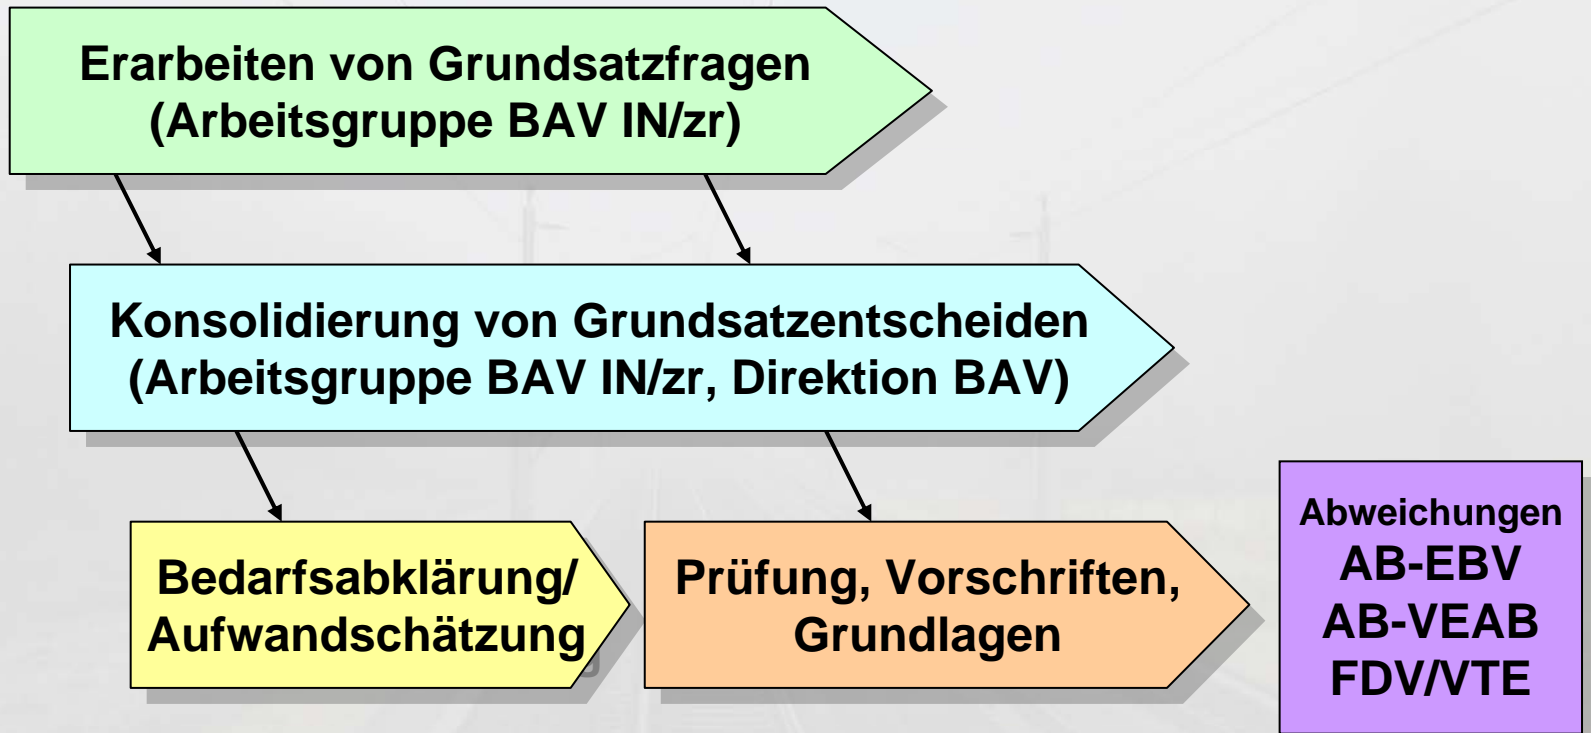 Erarbeiten von Grundsatzfragen
(Arbeitsgruppe BAV IN/zr)
Konsolidierung von Grundsatzentscheiden
(Arbeitsgruppe BAV IN/zr, Direktion BAV)
Bedarfsabklärung/
Aufwandschätzung
Prüfung, Vorschriften,
Grundlagen
Abweichungen
AB-EBV
AB-VEAB
FDV/VTE